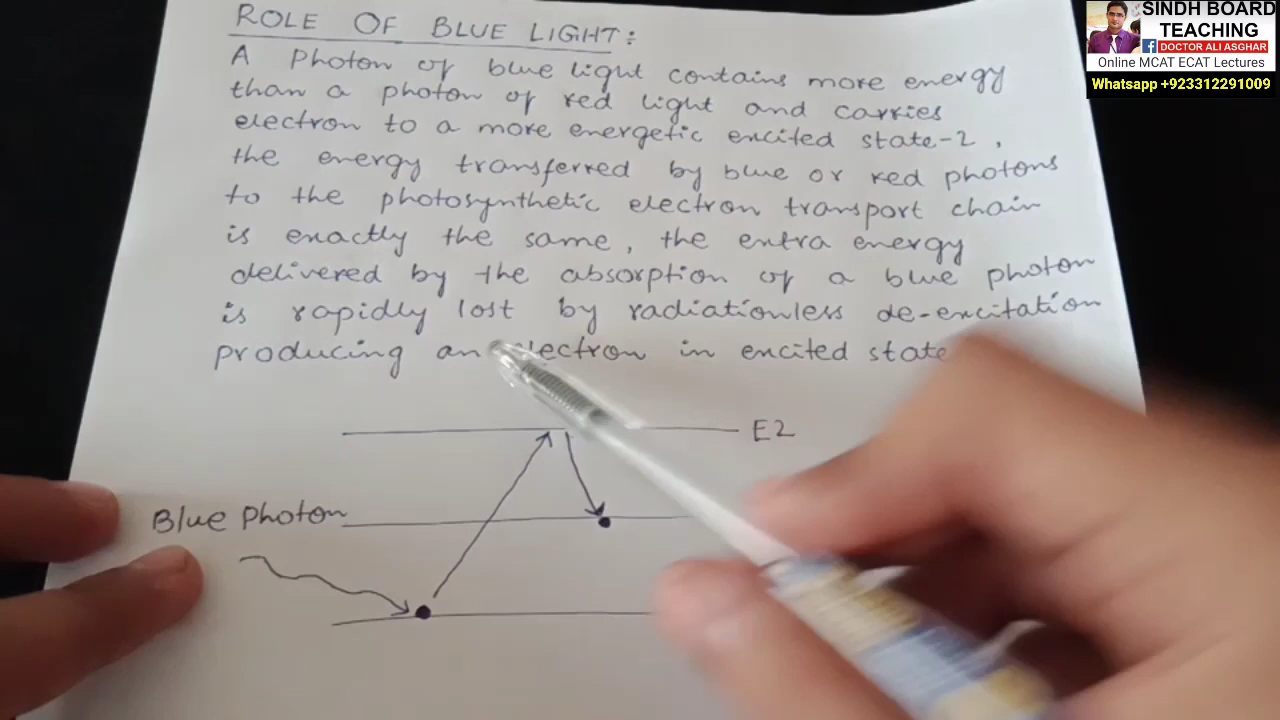 ROLE OF BLUE LIGHT:
A Photon of blue light contains more energy
than a photon of red light and carries
electron to a more energetic excited state-2.
the energy transferred by blue or red photons
to the photosynthetic electron transport chain
is exactly the same, the extra energy
delivered by the absorption of a blue photon
is rapidly lost by radiationless de-excitation
producing an electron in excited state
E2
Blue Photon
SINDH BOARD
TEACHING
DOCTOR ALI ASGHAR
Online MCAT ECAT Lectures
Whatsapp +923312291009